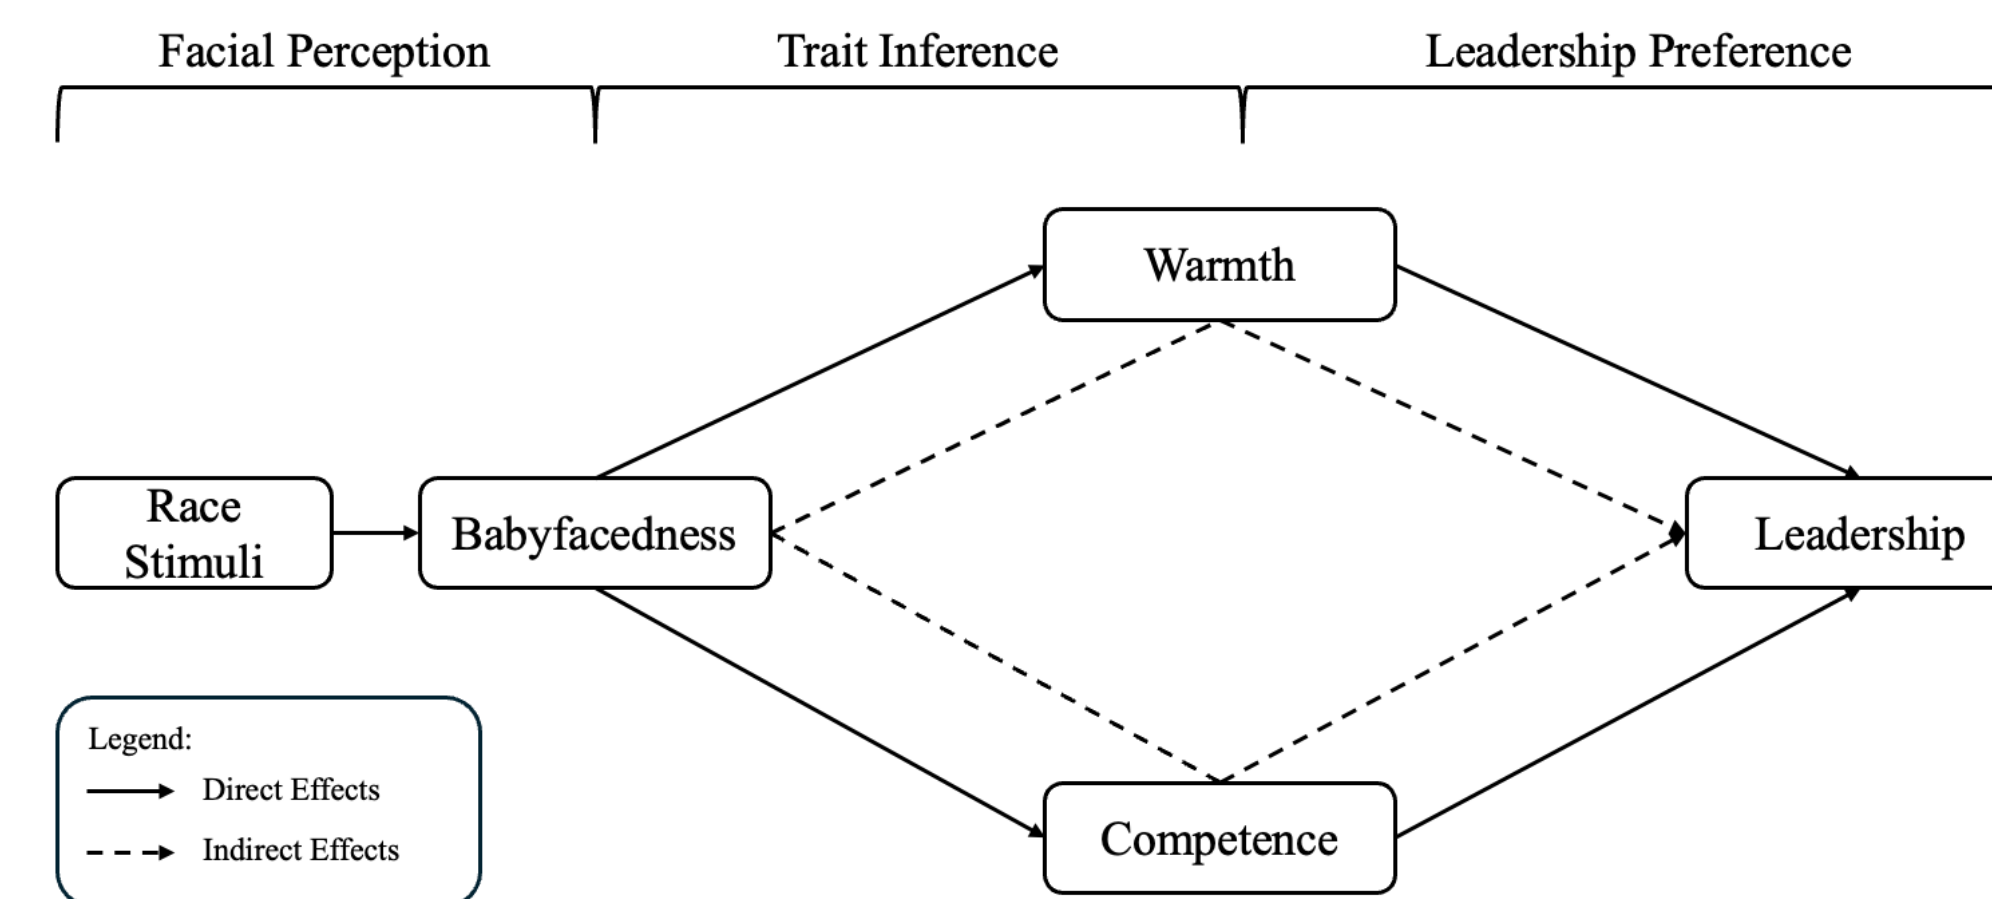 Facial Perception
Trait Inference
Leadership Preference
Warmth
Race
Stimuli
Babyfacedness
Leadership
Competence
Legend:
Direct Effects
Indirect Effects